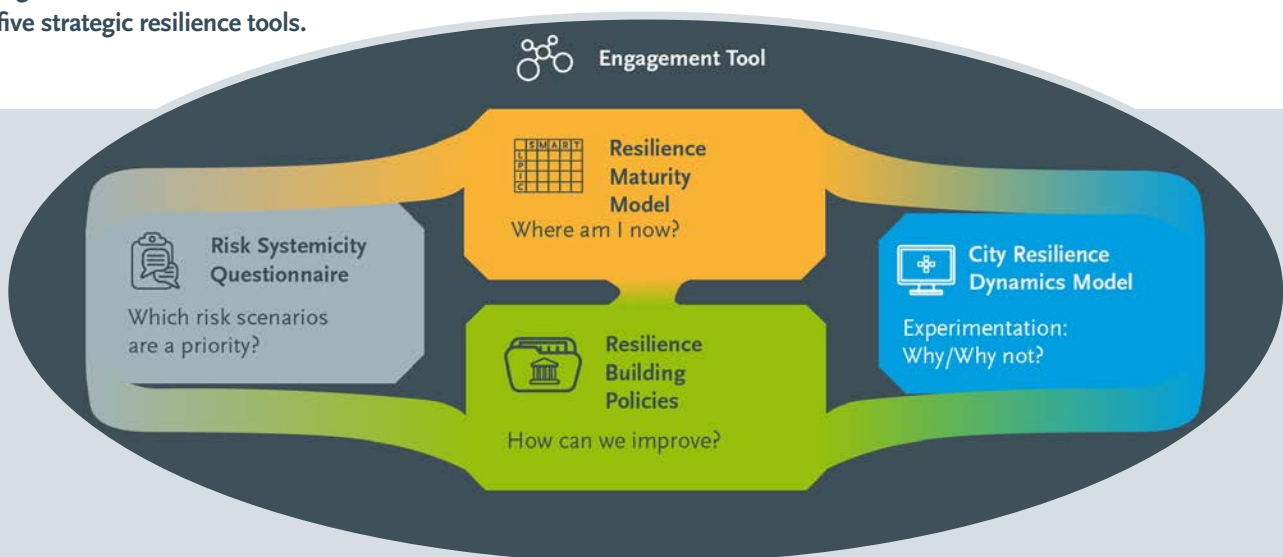 five strategic resilience tools.
Engagement Tool
S M A R T
L
P
I
C
Resilience
Maturity
Model
Where am I now?
Risk Systemicity
Questionnaire
Which risk scenarios
are a priority?
City Resilience
Dynamics Model
Experimentation:
Why/Why not?
Resilience
Building
Policies
How can we improve?